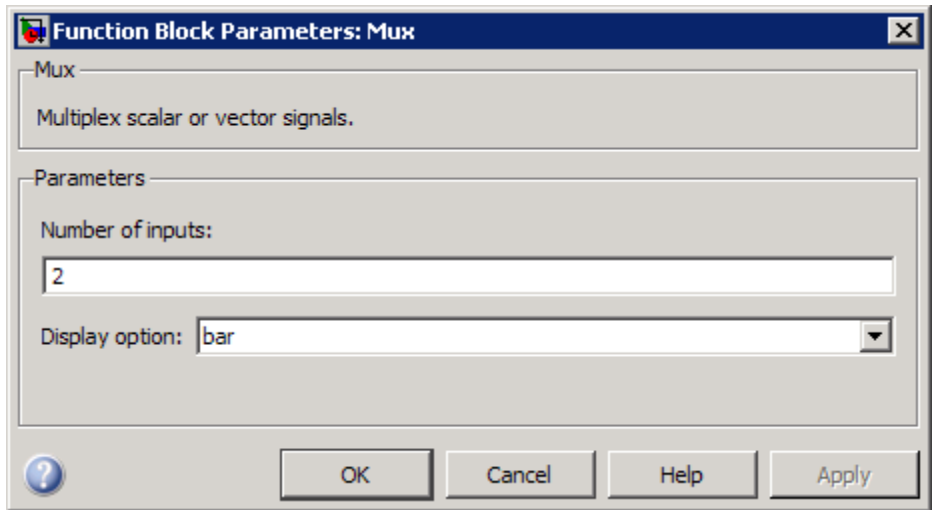 Function Block Parameters: Mux
Mux
Multiplex scalar or vector signals.
Parameters
Number of inputs:
2
Display option: bar
OK Cancel Help Apply